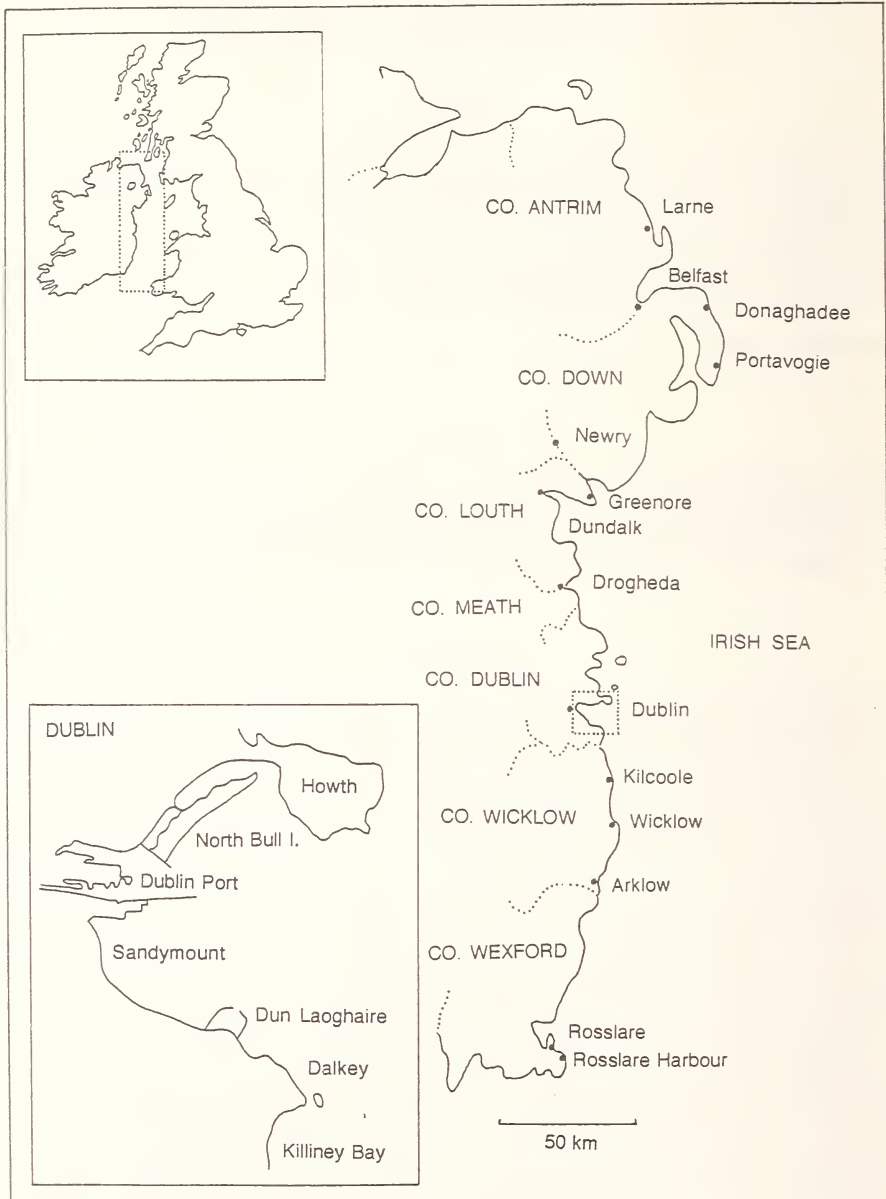 CO. ANTRIM
Larne
Belfast
Donaghadee
Portavogie
CO. DOWN
Newry
Greenore
CO. LOUTH
Dundalk
Drogheda
CO. MEATH
IRISH SEA
CO. DUBLIN
Dublin
Kilcoole
CO. WICKLOW
Wicklow
Arklow
CO. WEXFORD
Rosslare
Rosslare Harbour
50 km
DUBLIN
Howth
North Bull I.
Dublin Port
Sandymount
Dun Laoghaire
Dalkey
Killiney Bay